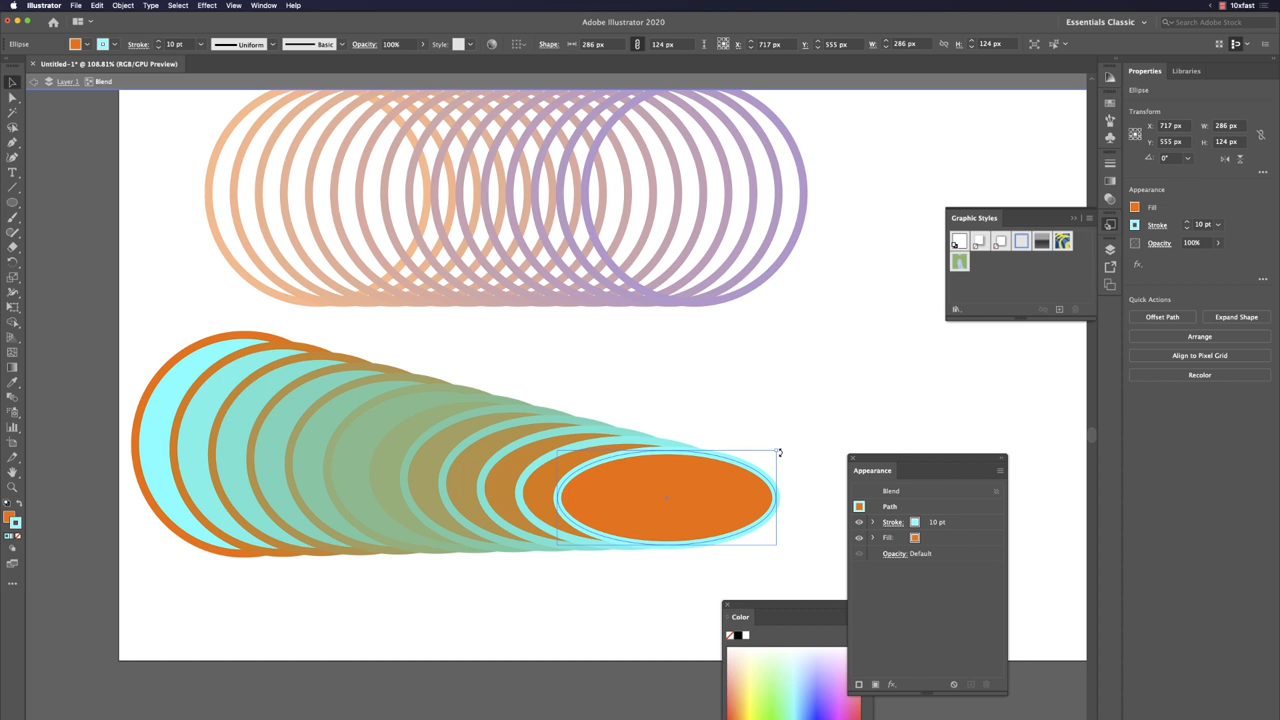 Illustrator File Edit Object Type Select Effect View Window Help 10xfast
Adobe Illustrator 2020 Essentials Classic Search Adobe Stock
Ellipse Stroke: 10 pt Uniform Basic Opacity: 100% Style: Shape: 286 px 124 px X: 717 px Y: 555 px W: 286 px H: 124 px
Untitled-1* @ 108.81% (RGB/GPU Preview)
Layer 1 Blend
Properties Libraries
Ellipse
Transform
X: 717 px W: 286 px
Y: 555 px H: 124 px
0°
Appearance
Fill
Stroke 10 pt
Opacity 100%
fx
Quick Actions
Offset Path Expand Shape
Arrange
Align to Pixel Grid
Recolor
Graphic Styles
Appearance
Blend
Path
Stroke: 10 pt
Fill:
Opacity: Default
fx
Color